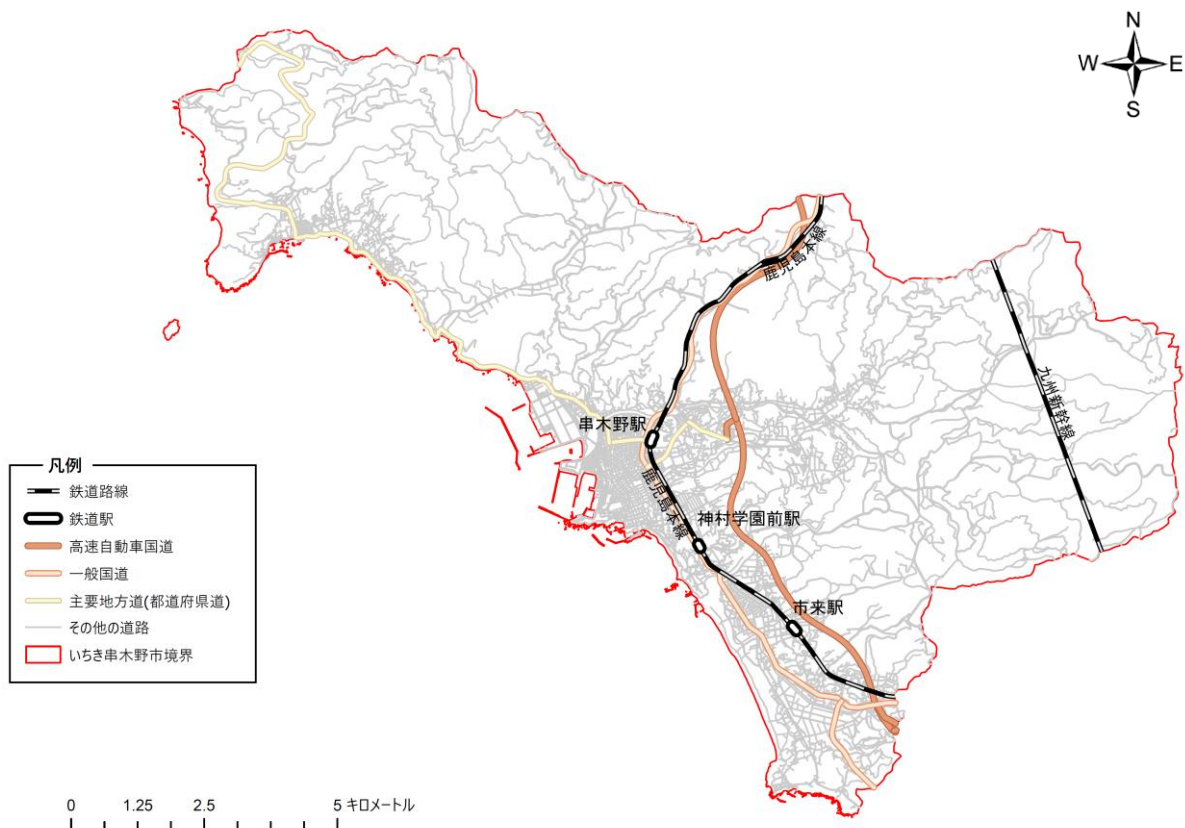 N
W E
S
鹿児島本線
九州新幹線
串木野駅
鹿児島本線
神村学園前駅
市来駅
凡例
鉄道路線
鉄道駅
高速自動車国道
一般国道
主要地方道(都道府県道)
その他の道路
いちき串木野市境界
0 1.25 2.5 5 キロメートル